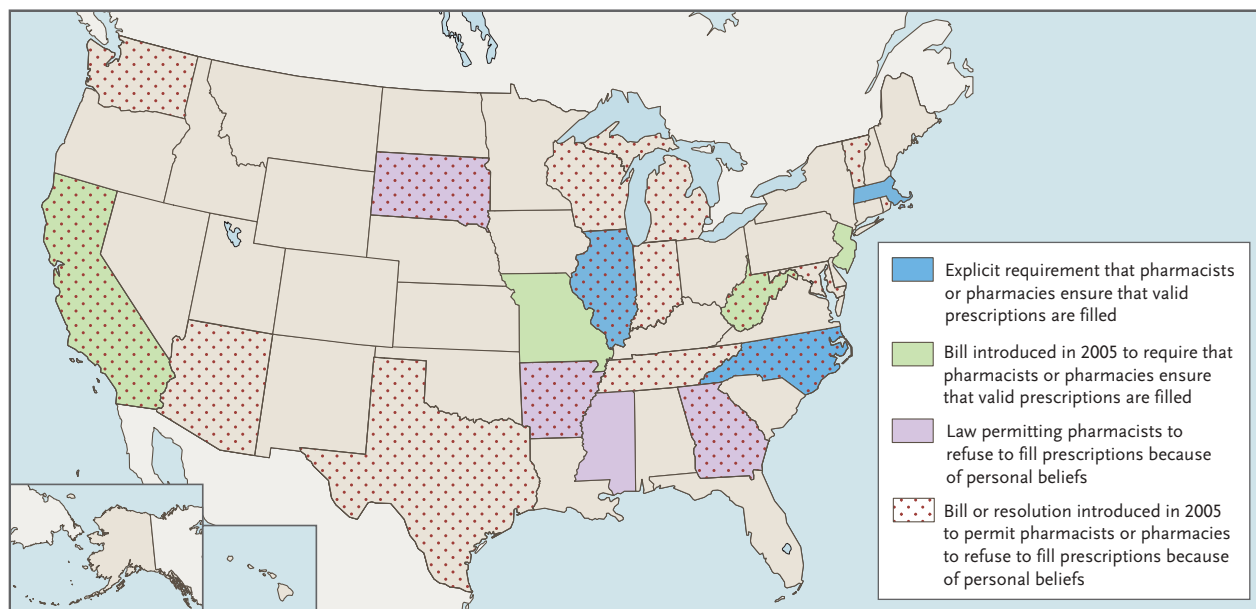 Explicit requirement that pharmacists
or pharmacies ensure that valid
prescriptions are filled
Bill introduced in 2005 to require that
pharmacists or pharmacies ensure
that valid prescriptions are filled
Law permitting pharmacists to
refuse to fill prescriptions because
of personal beliefs
Bill or resolution introduced in 2005
to permit pharmacists or pharmacies
to refuse to fill prescriptions because
of personal beliefs